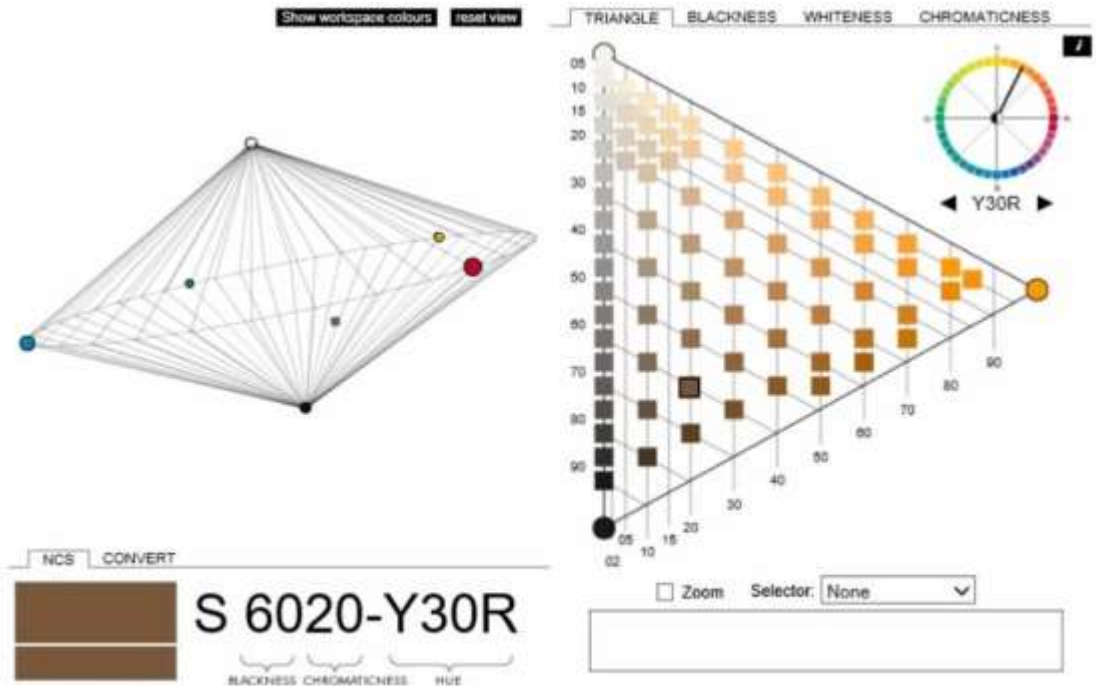 Show workspace colours reset view
TRIANGLE BLACKNESS WHITENESS CHROMATICNESS
i
05
10
15
20
30
40
50
60
70
80
90
Y30R
90
80
70
60
50
40
30
20
15
10
05
02
NCS CONVERT
S 6020-Y30R
BLACKNESS CHROMATICNESS HUE
Zoom Selector: None